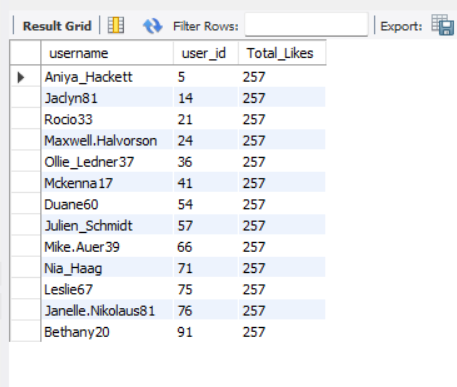 Result Grid Filter Rows: Export:
username user_id Total_Likes
Aniya_Hackett 5 257
Jaclyn81 14 257
Rocio33 21 257
Maxwell.Halvorson 24 257
Ollie_Ledner37 36 257
Mckenna17 41 257
Duane60 54 257
Julien_Schmidt 57 257
Mike.Auer39 66 257
Nia_Haag 71 257
Leslie67 75 257
Janelle.Nikolaus81 76 257
Bethany20 91 257